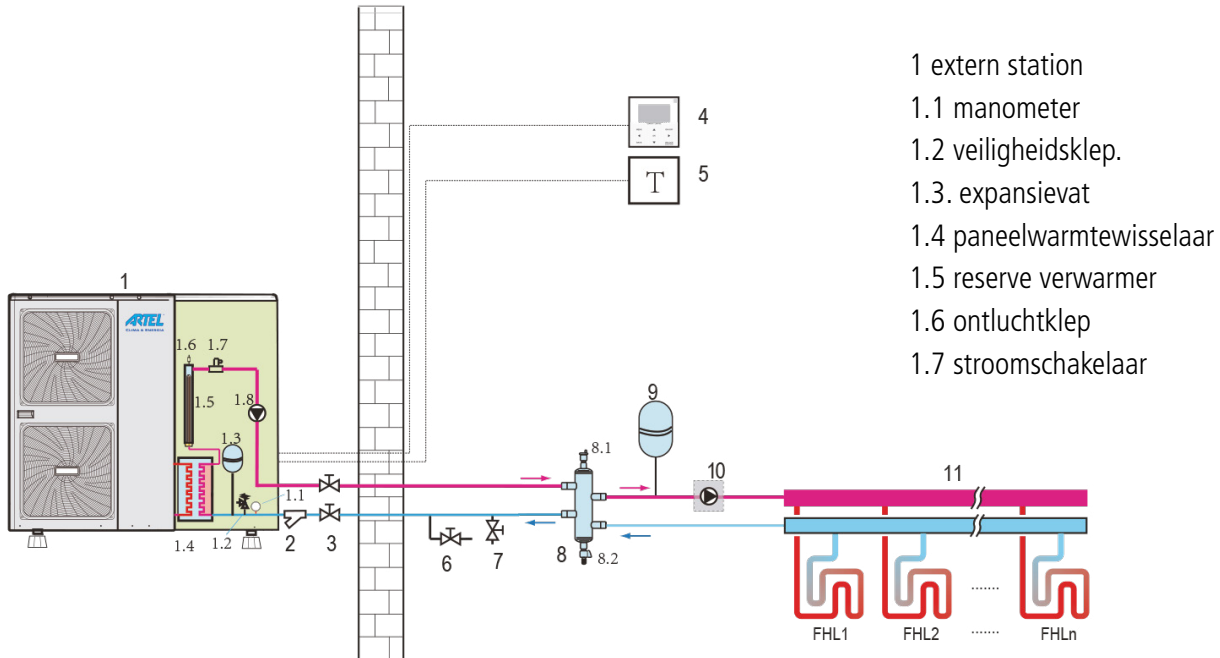 1 extern station
1.1 manometer
1.2 veiligheidsklep.
1.3. expansievat
1.4 paneelwarmtewisselaar
1.5 reserve verwarmer
1.6 ontluchtklep
1.7 stroomschakelaar
4
5
T
1
ARTEL
1.6
1.7
1.5
1.8
1.3
1.1
1.4
1.2
2
3
6
7
8
8.1
8.2
9
10
11
FHL1
FHL2
.......
.......
FHLn